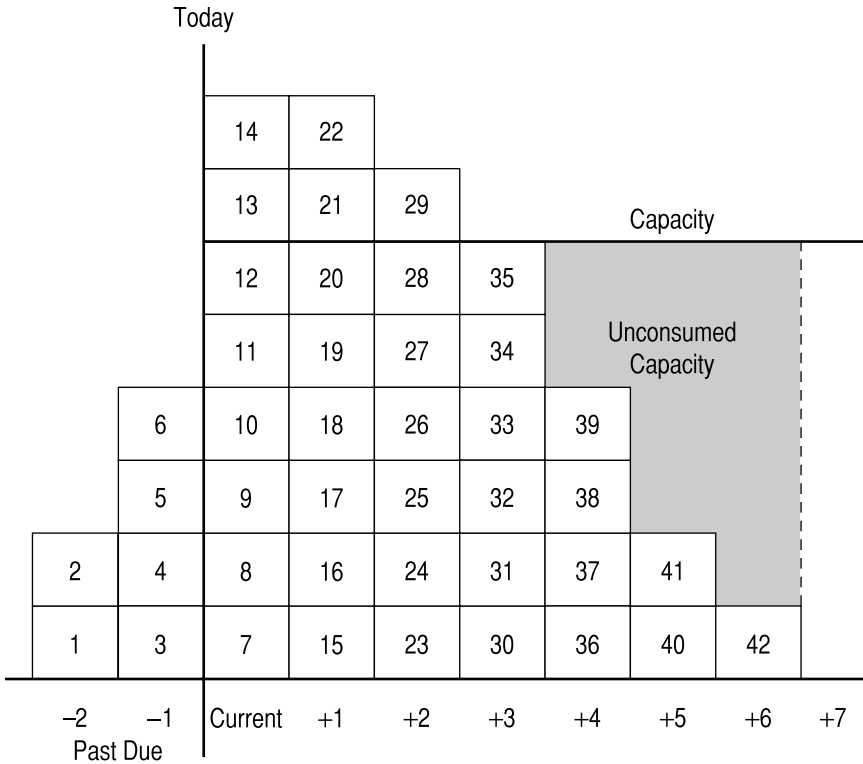 Today
14 22
13 21 29
Capacity
12 20 28 35
Unconsumed
Capacity
11 19 27 34
6 10 18 26 33 39
5 9 17 25 32 38
2 4 8 16 24 31 37 41
1 3 7 15 23 30 36 40 42
–2 –1 Current +1 +2 +3 +4 +5 +6 +7
Past Due